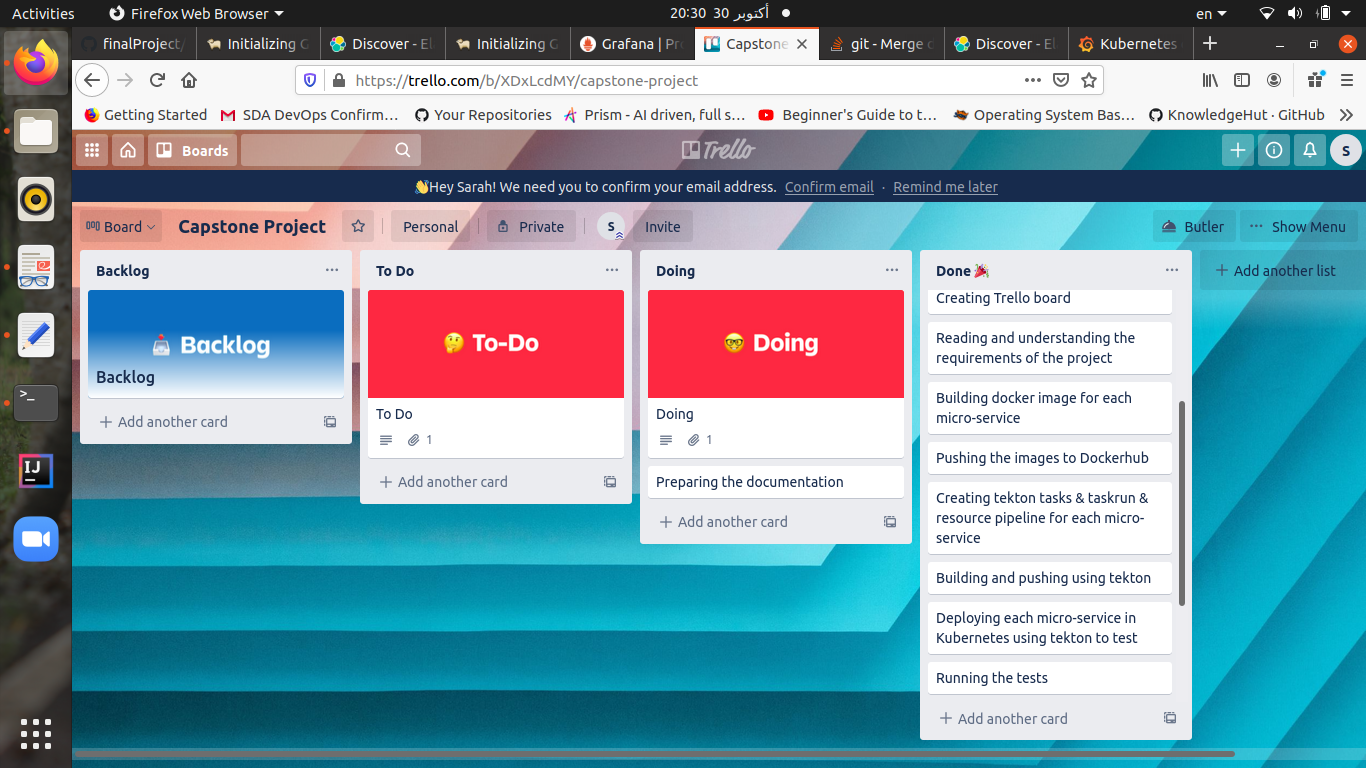 Activities
Firefox Web Browser
20:30 30 أكتوبر
en
finalProject/
Initializing G
Discover - El
Initializing G
Grafana | Pr
Capstone
git - Merge
Discover - El
Kubernetes
https://trello.com/b/XDxLcdMY/capstone-project
Getting Started
SDA DevOps Confirm…
Your Repositories
Prism - AI driven, full s…
Beginner's Guide to t…
Operating System Bas…
KnowledgeHut · GitHub
Boards
Trello
S
👋Hey Sarah! We need you to confirm your email address. Confirm email · Remind me later
Board
Capstone Project
Personal
Private
S
Invite
Butler
... Show Menu
Backlog
📤 Backlog
Backlog
+ Add another card
To Do
🤔 To-Do
To Do
1
+ Add another card
Doing
🤓 Doing
Doing
1
Preparing the documentation
+ Add another card
Done🎉
Creating Trello board
Reading and understanding the
requirements of the project
Building docker image for each
micro-service
Pushing the images to Dockerhub
Creating tekton tasks & taskrun &
resource pipeline for each micro-
service
Building and pushing using tekton
Deploying each micro-service in
Kubernetes using tekton to test
Running the tests
+ Add another card
+ Add another list
>_
IJ